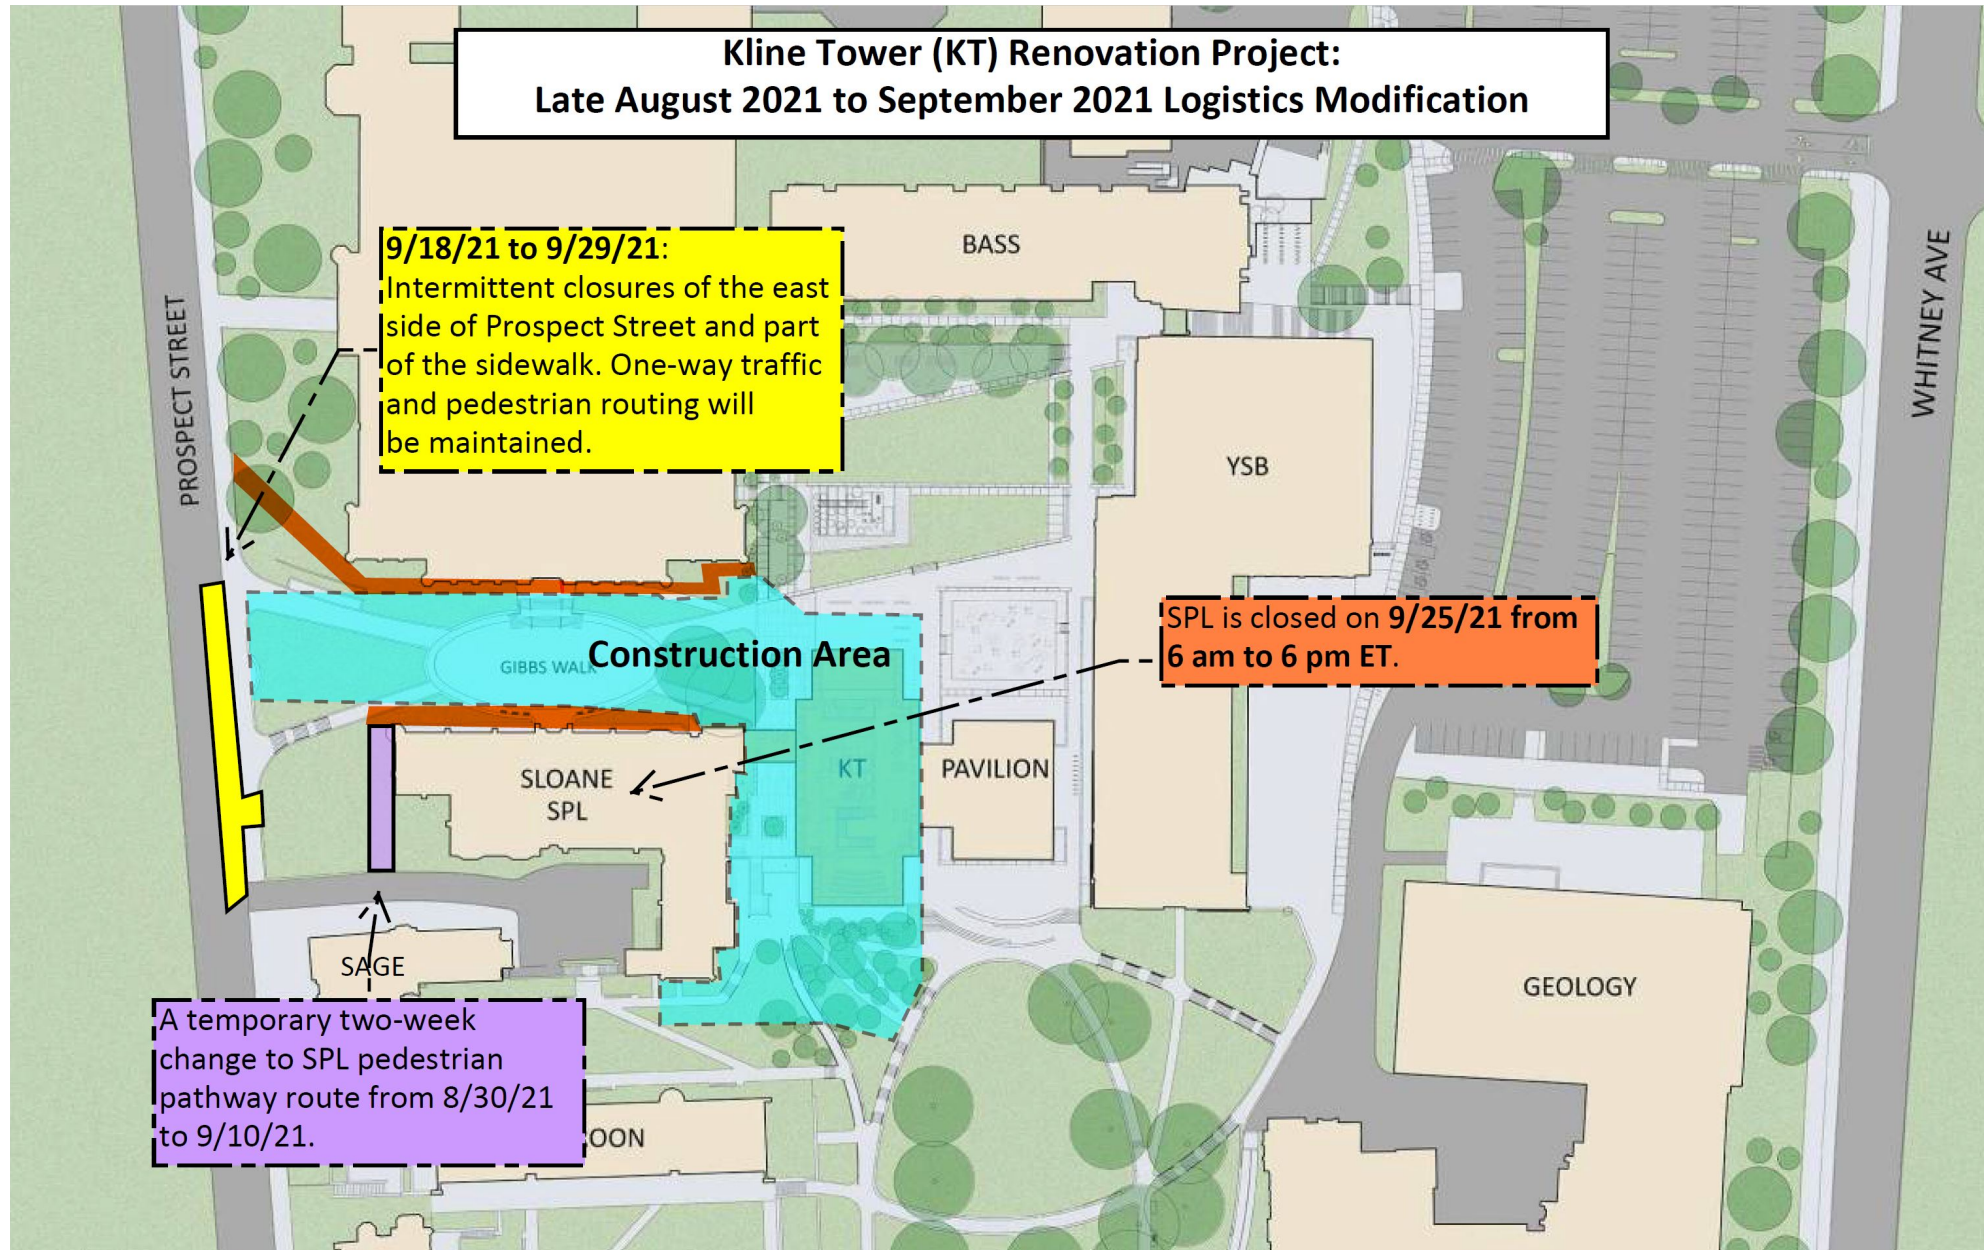 Kline Tower (KT) Renovation Project:
Late August 2021 to September 2021 Logistics Modification
BASS
9/18/21 to 9/29/21:
Intermittent closures of the east
side of Prospect Street and part
of the sidewalk. One-way traffic
and pedestrian routing will
be maintained.
PROSPECT STREET
WHITNEY AVE
YSB
SPL is closed on 9/25/21 from
6 am to 6 pm ET.
Construction Area
GIBBS WALK
SLOANE
SPL
KT
PAVILION
SAGE
GEOLOGY
A temporary two-week
change to SPL pedestrian
pathway route from 8/30/21
to 9/10/21.
OON